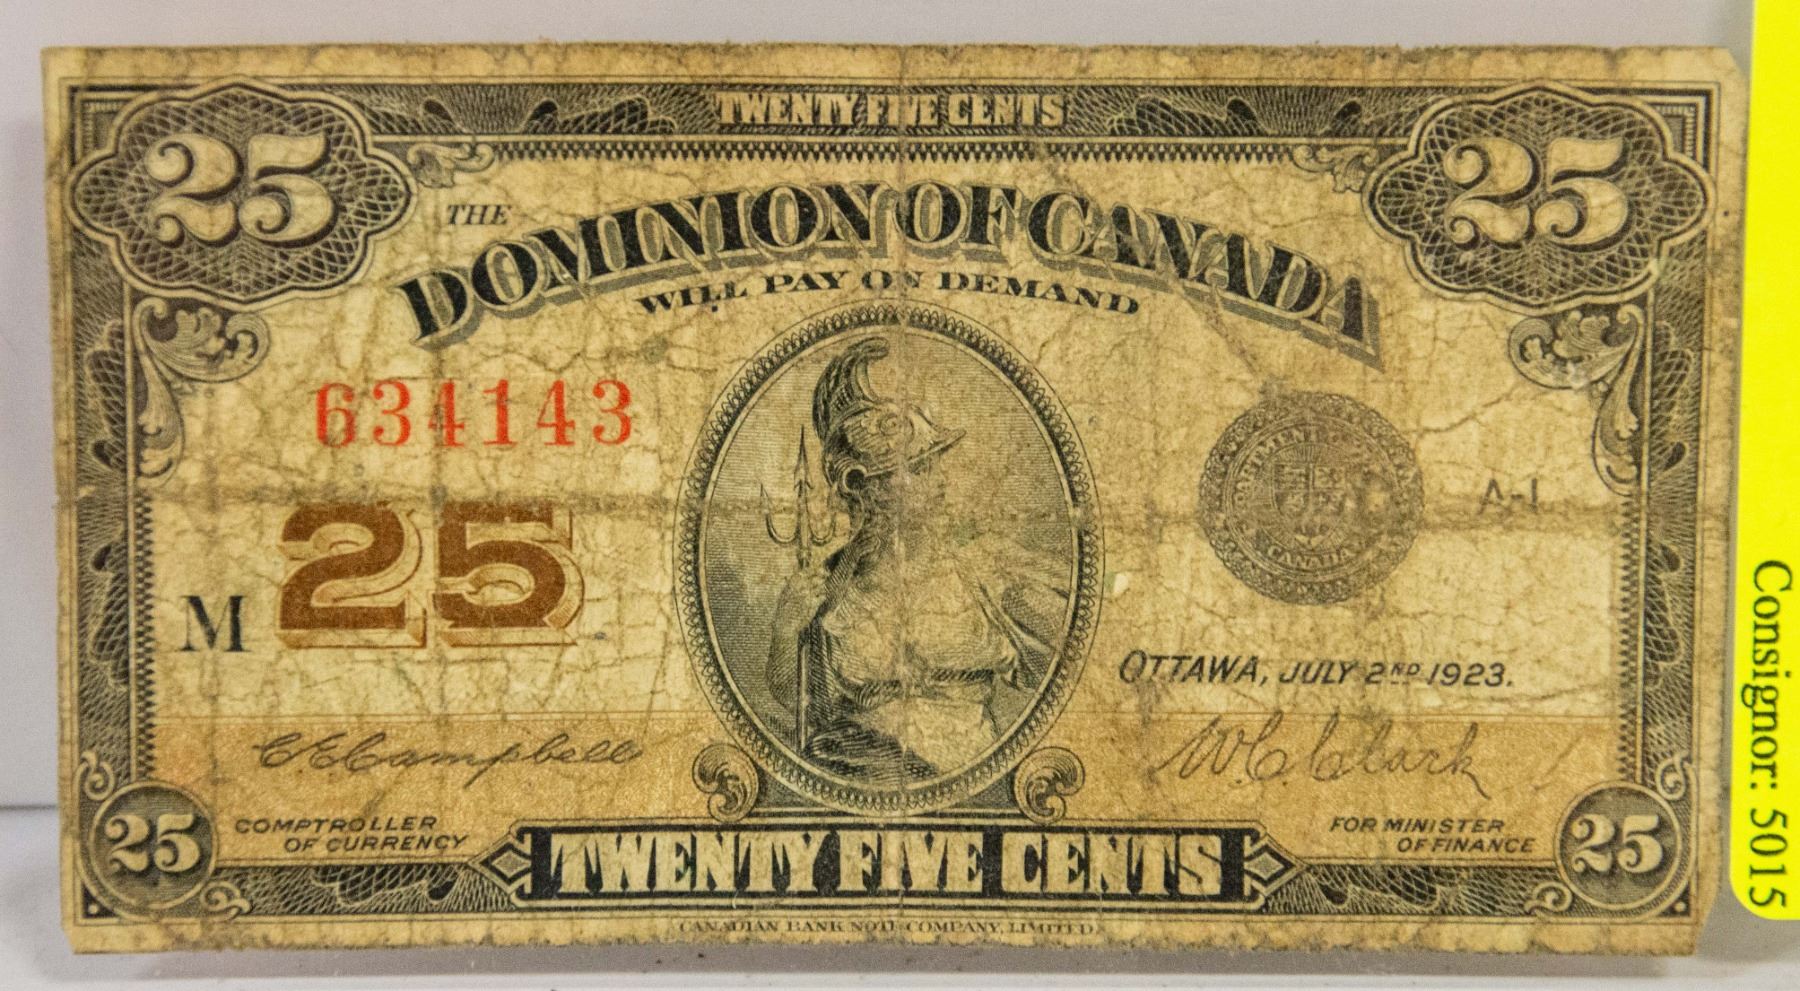 TWENTY FIVE CENTS
25 25
THE
DOMINION OF CANADA
WILL PAY ON DEMAND
634143
25
M
CANADA
A-1
OTTAWA, JULY 2ND 1923.
C E Campbell
W C Clark
25 25
COMPTROLLER
OF CURRENCY
FOR MINISTER
OF FINANCE
TWENTY FIVE CENTS
CANADIAN BANK NOTE COMPANY, LIMITED.
Consignor: 5015